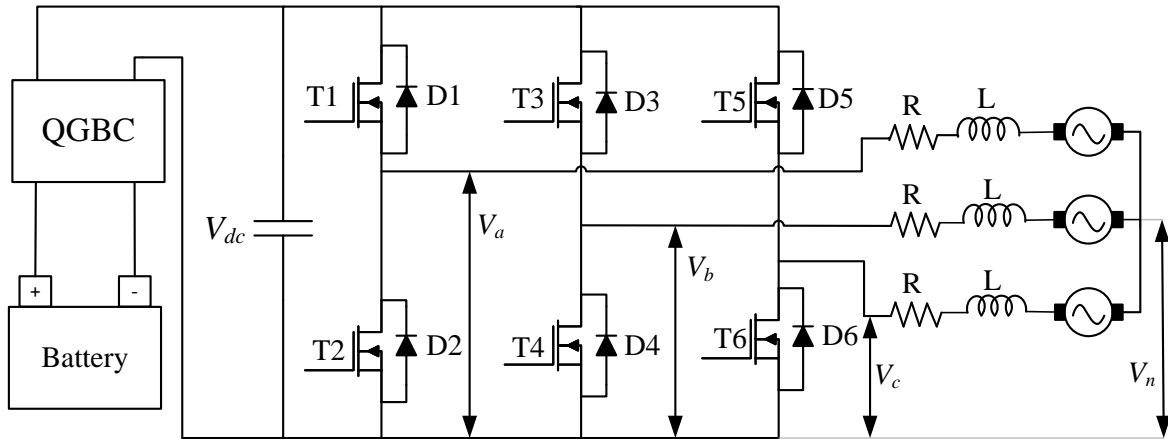 QGBC
+
-
Battery
V_dc
T1
D1
T3
D3
T5
D5
R
L
V_a
R
L
V_b
R
L
T2
D2
T4
D4
T6
D6
V_c
V_n